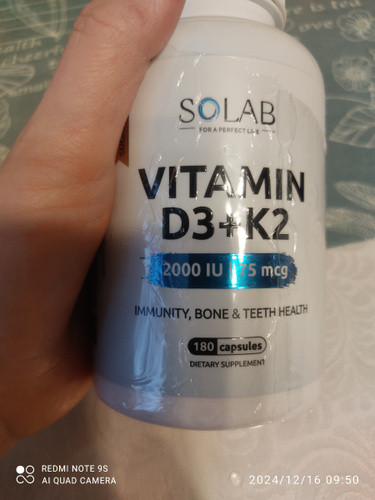 SOLAB
FOR A PERFECT LIFE
VITAMIN
D3+K2
2000 IU 75 mcg
IMMUNITY, BONE & TEETH HEALTH
180 capsules
DIETARY SUPPLEMENT
REDMI NOTE 9S
AI QUAD CAMERA
2024/12/16 09:50